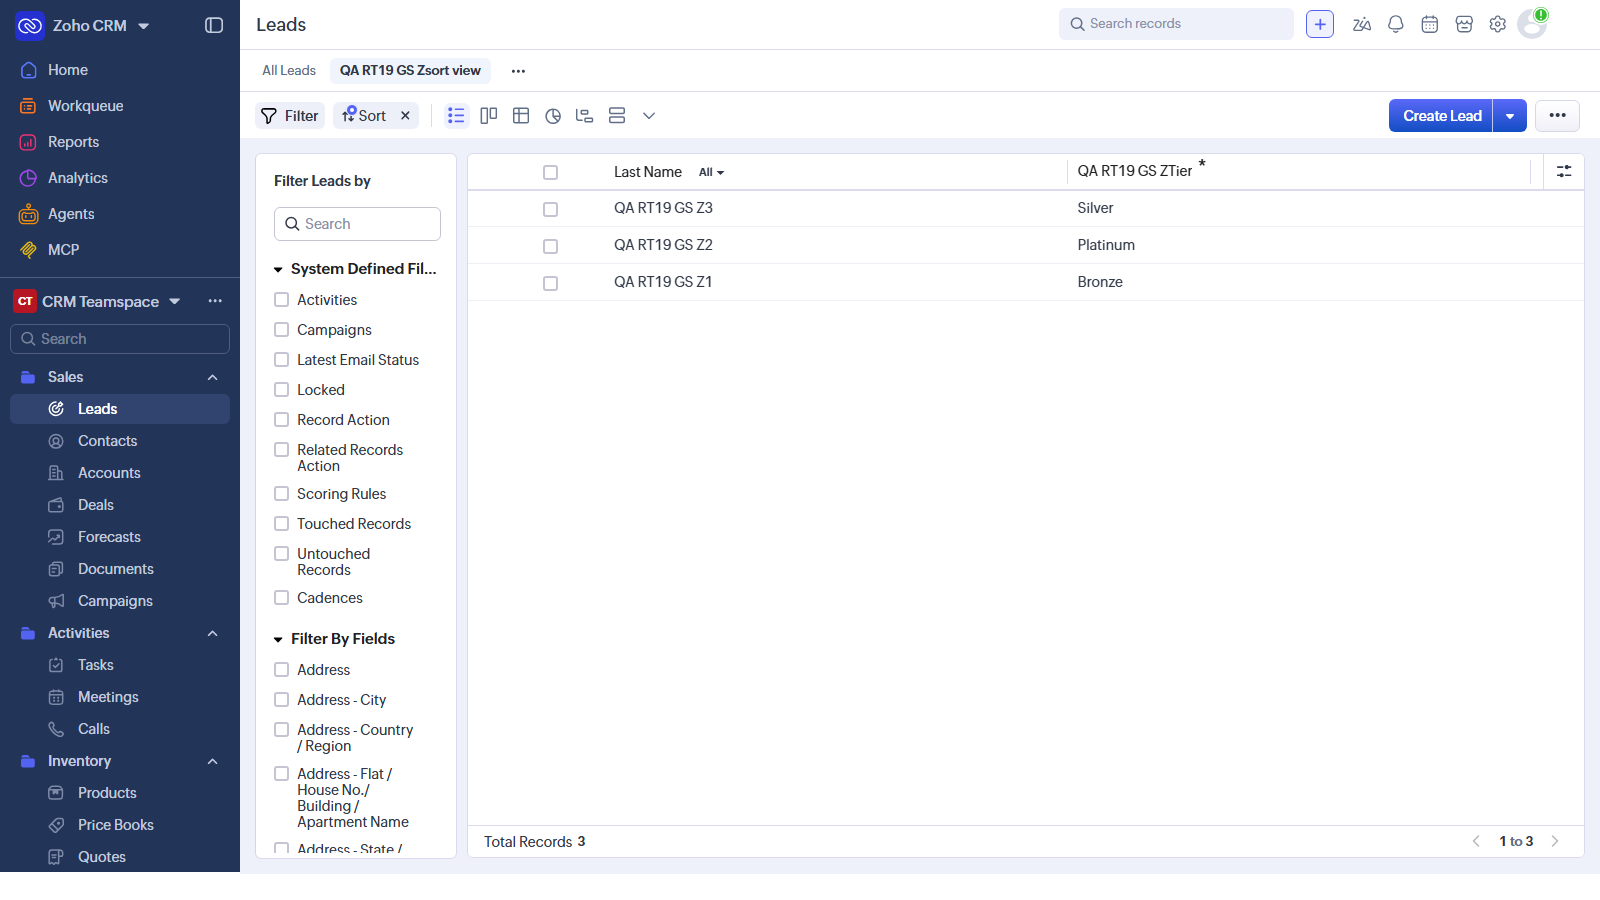 Zoho CRM
Home
Workqueue
Reports
Analytics
Agents
MCP
CT CRM Teamspace
Search
Sales
Leads
Contacts
Accounts
Deals
Forecasts
Documents
Campaigns
Activities
Tasks
Meetings
Calls
Inventory
Products
Price Books
Quotes
Leads
Search records
All Leads
QA RT19 GS Zsort view
Filter
Sort
Create Lead
Filter Leads by
Search
System Defined Fil...
Activities
Campaigns
Latest Email Status
Locked
Record Action
Related Records
Action
Scoring Rules
Touched Records
Untouched
Records
Cadences
Filter By Fields
Address
Address - City
Address - Country
/ Region
Address - Flat /
House No./
Building /
Apartment Name
Address - State /
Last Name All QA RT19 GS ZTier *
QA RT19 GS Z3 Silver
QA RT19 GS Z2 Platinum
QA RT19 GS Z1 Bronze
Total Records 3
1 to 3